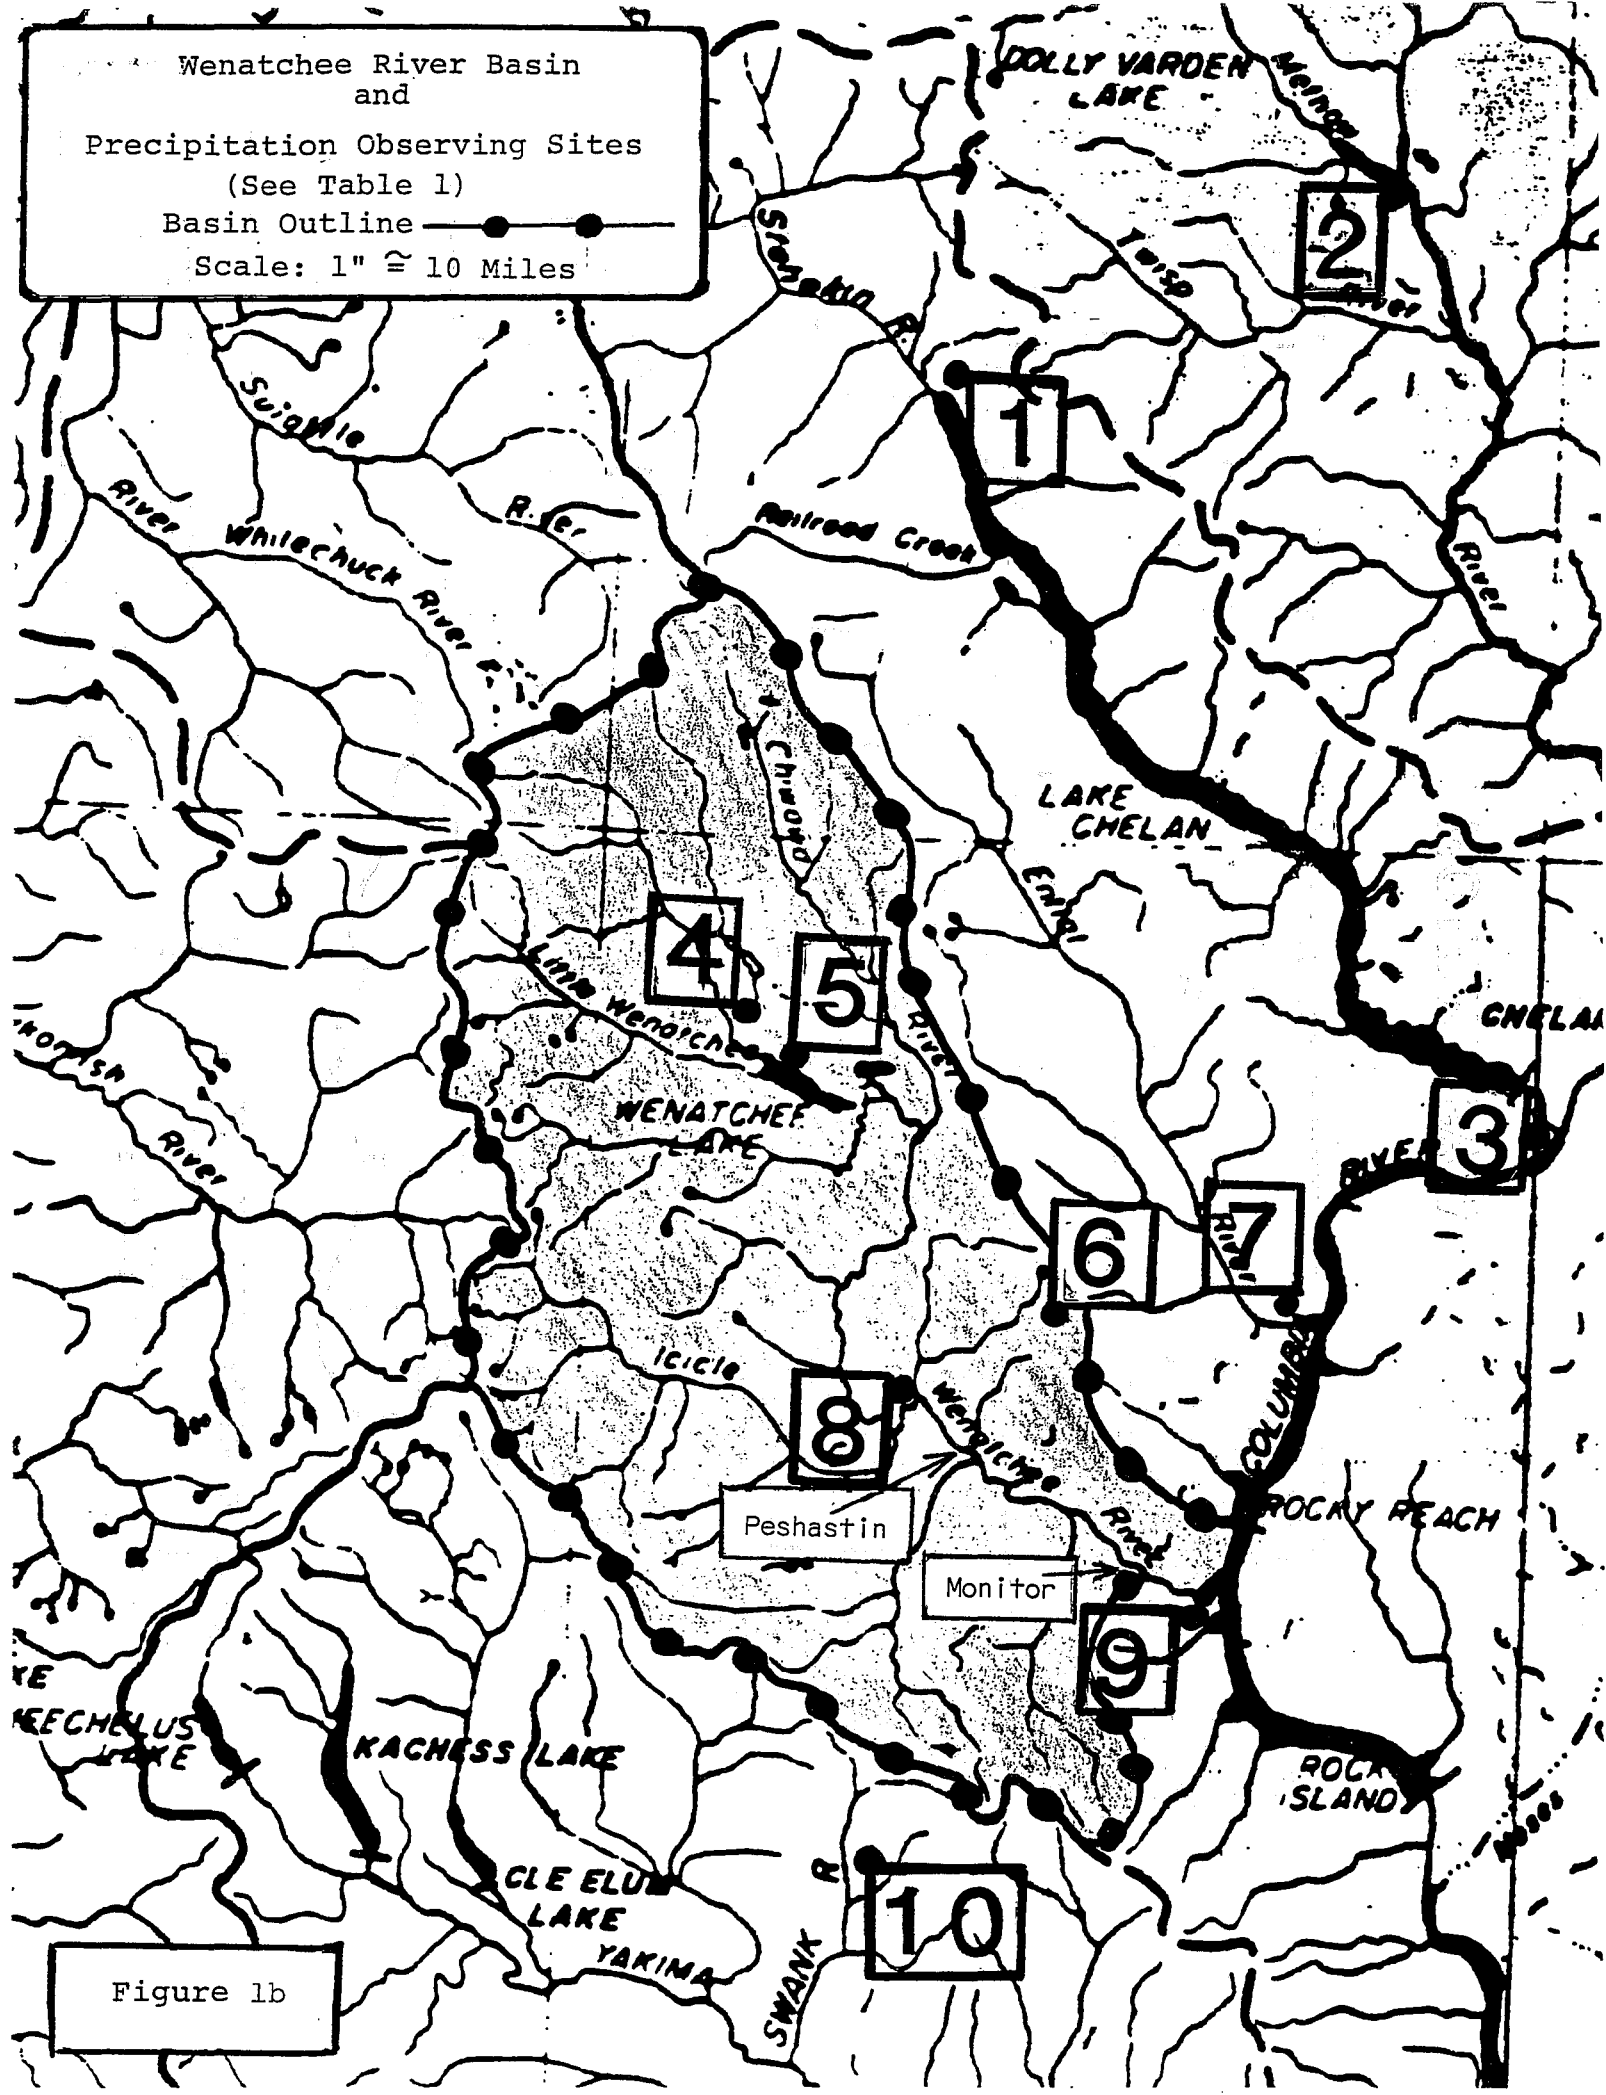 Wenatchee River Basin
and
Precipitation Observing Sites
(See Table 1)
Basin Outline
Scale: 1" ≅ 10 Miles
DOLLY VARDEN
LAKE
2
Twisp
River
Stehekin
R.
1
Suiattle
River
River
Whitechuck River
Railroad Creek
River
Chiwawa
LAKE
CHELAN
Entiat
4
5
Little Wenatchee
River
CHELAN
WENATCHEE
LAKE
River
RIVER
3
6
7
River
Icicle
8
Wenatchee
River
COLUMBIA
Peshastin
ROCKY REACH
Monitor
9
LAKE
KACHESS LAKE
ROCK
ISLAND
Moses
CLE ELUM
LAKE
R
10
YAKIMA
SWANK
Figure 1b